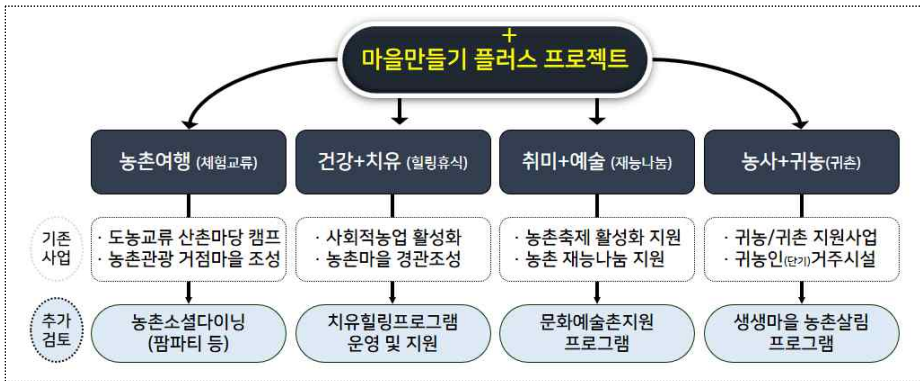 +
마을만들기 플러스 프로젝트
농촌여행 (체험교류)
건강+치유 (힐링휴식)
취미+예술 (재능나눔)
농사+귀농(귀촌)
기존
사업
· 도농교류 산촌마당 캠프
· 농촌관광 거점마을 조성
· 사회적농업 활성화
· 농촌마을 경관조성
· 농촌축제 활성화 지원
· 농촌 재능나눔 지원
· 귀농/귀촌 지원사업
· 귀농인(단기)거주시설
추가
검토
농촌소셜다이닝
(팜파티 등)
치유힐링프로그램
운영 및 지원
문화예술촌지원
프로그램
생생마을 농촌살림
프로그램